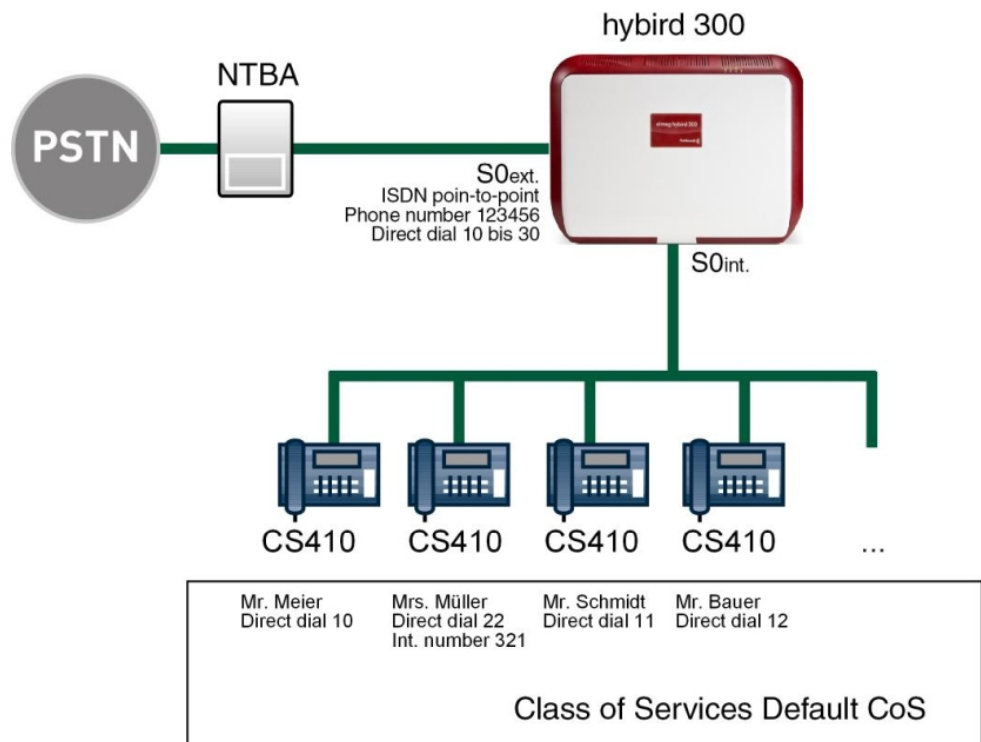 hybird 300
NTBA
PSTN
S0ext.
ISDN poin-to-point
Phone number 123456
Direct dial 10 bis 30
S0int.
CS410
CS410
CS410
CS410
...
Mr. Meier
Direct dial 10
Mrs. Müller
Direct dial 22
Int. number 321
Mr. Schmidt
Direct dial 11
Mr. Bauer
Direct dial 12
Class of Services Default CoS